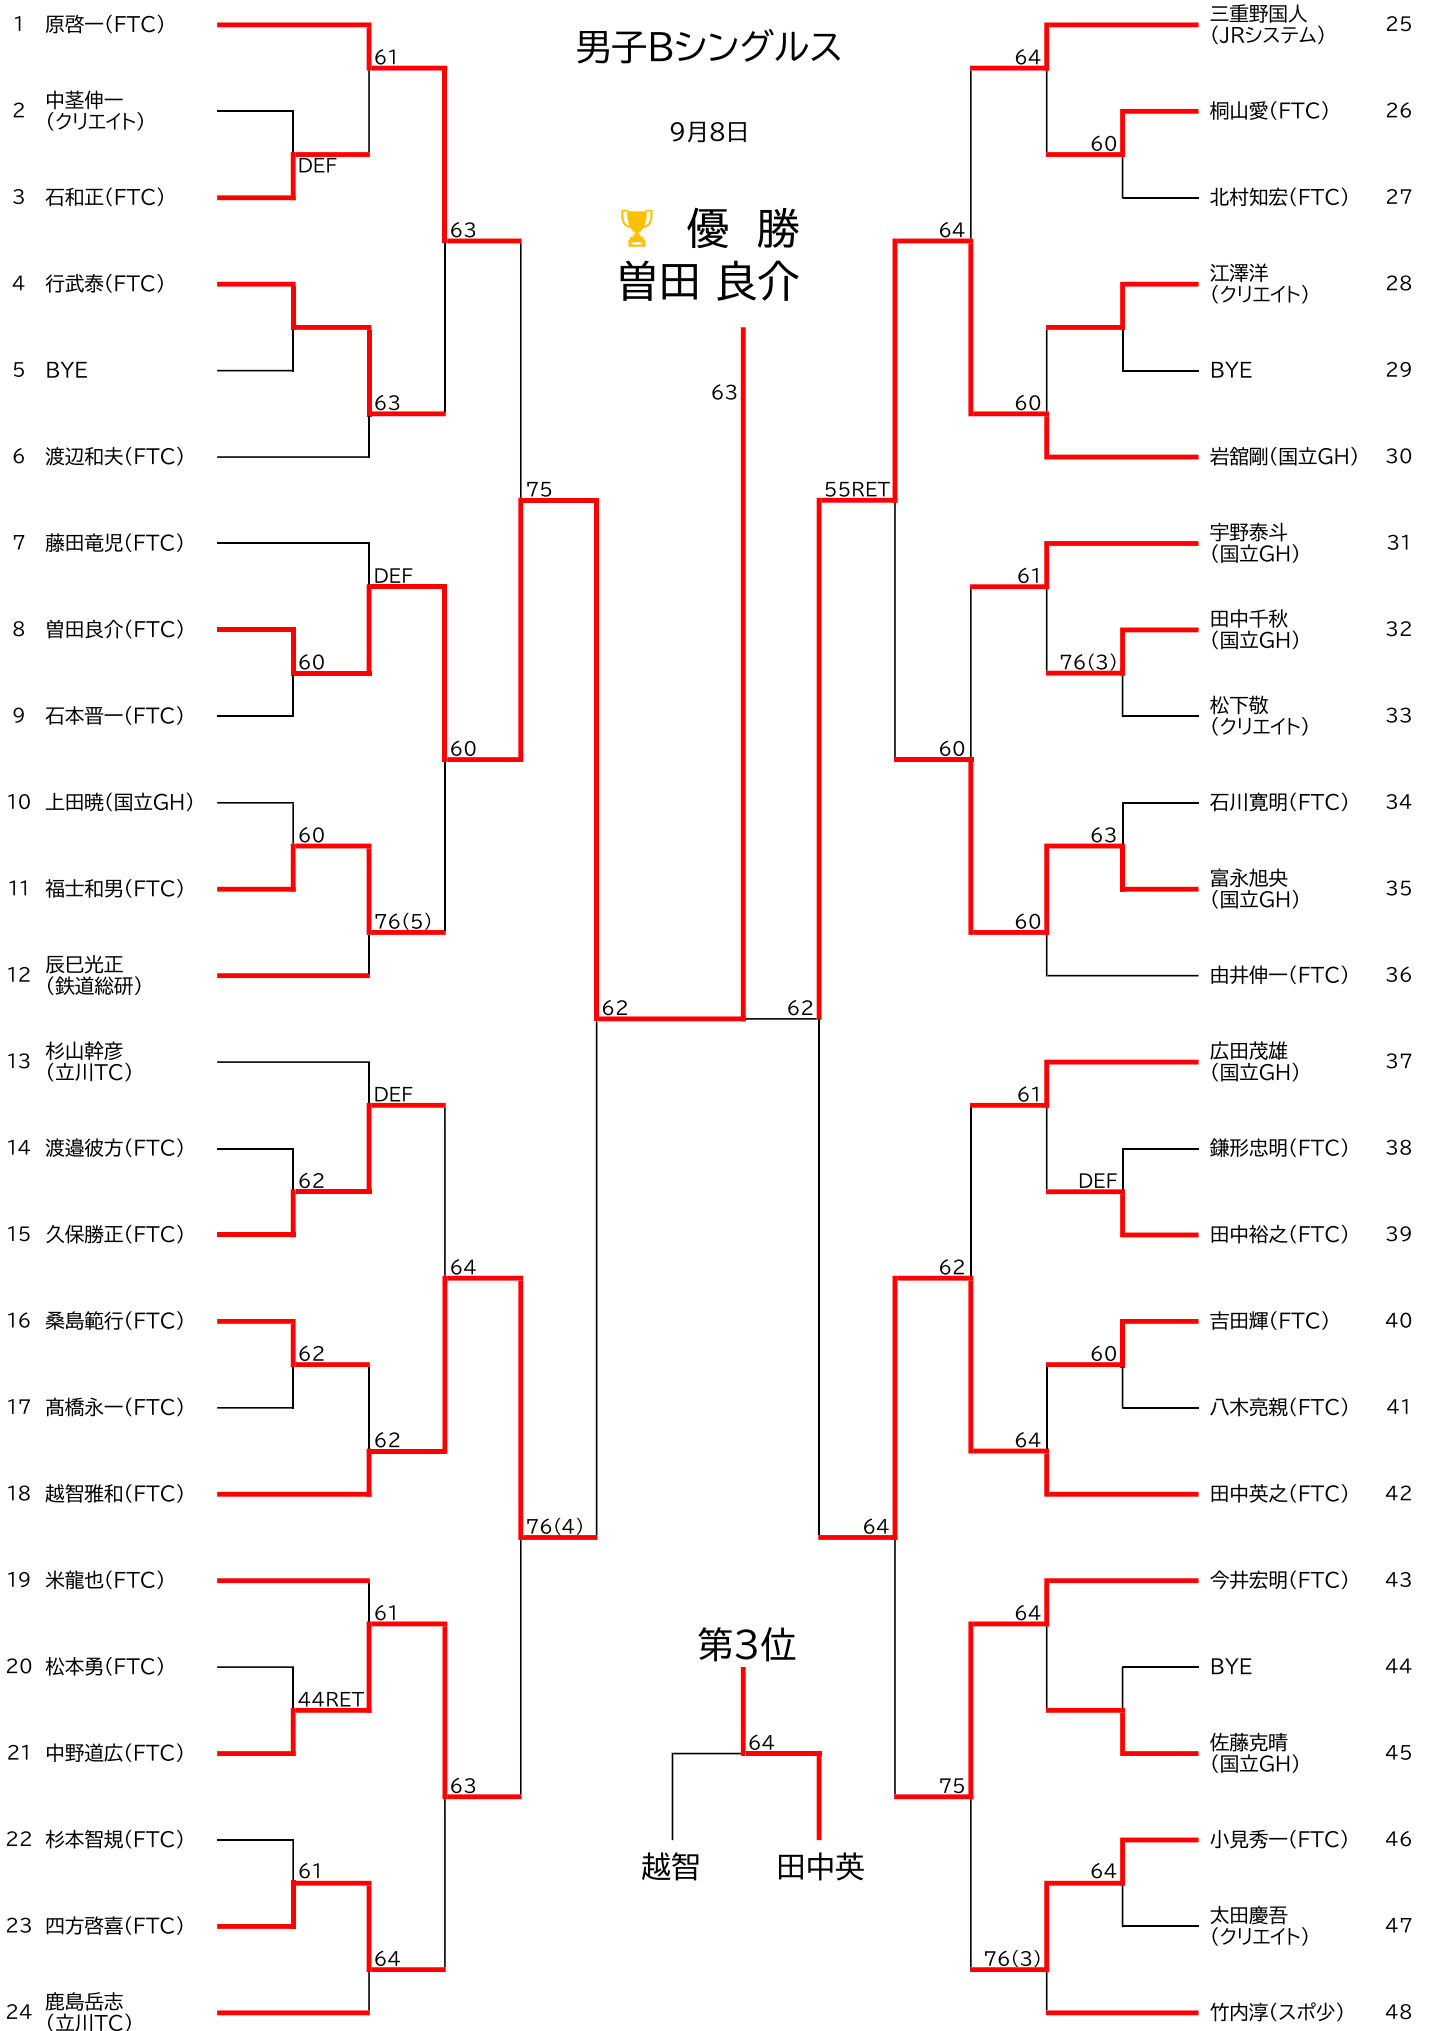 男子Bシングルス
9月8日
優 勝
曽田 良介
63
1 原啓一(FTC)
61
2 中茎伸一
(クリエイト)
DEF
3 石和正(FTC)
63
4 行武泰(FTC)
5 BYE
63
6 渡辺和夫(FTC)
75
7 藤田竜児(FTC)
DEF
8 曽田良介(FTC)
60
9 石本晋一(FTC)
60
10 上田暁(国立GH)
60
11 福士和男(FTC)
76(5)
12 辰巳光正
(鉄道総研)
62
13 杉山幹彦
(立川TC)
DEF
14 渡邉彼方(FTC)
62
15 久保勝正(FTC)
64
16 桑島範行(FTC)
62
17 髙橋永一(FTC)
62
18 越智雅和(FTC)
76(4)
19 米龍也(FTC)
61
20 松本勇(FTC)
44RET
21 中野道広(FTC)
63
22 杉本智規(FTC)
61
23 四方啓喜(FTC)
64
24 鹿島岳志
(立川TC)
三重野国人 25
(JRシステム)
64
桐山愛(FTC) 26
60
北村知宏(FTC) 27
64
江澤洋 28
(クリエイト)
BYE 29
60
岩舘剛(国立GH) 30
55RET
宇野泰斗 31
(国立GH)
61
田中千秋 32
(国立GH)
76(3)
松下敬 33
(クリエイト)
60
石川寛明(FTC) 34
63
富永旭央 35
(国立GH)
60
由井伸一(FTC) 36
62
広田茂雄 37
(国立GH)
61
鎌形忠明(FTC) 38
DEF
田中裕之(FTC) 39
62
吉田輝(FTC) 40
60
八木亮親(FTC) 41
64
田中英之(FTC) 42
64
今井宏明(FTC) 43
64
BYE 44
佐藤克晴 45
(国立GH)
75
小見秀一(FTC) 46
64
太田慶吾 47
(クリエイト)
76(3)
竹内淳(スポ少) 48
第3位
64
越智 田中英